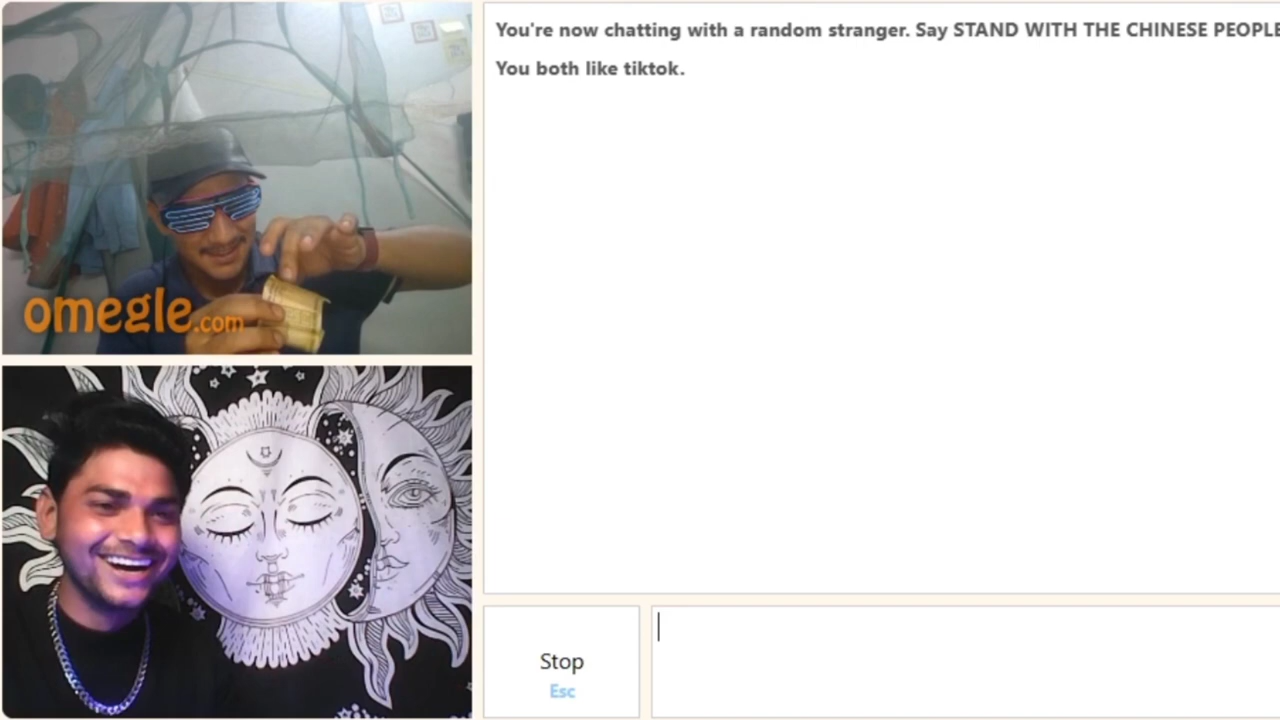 omegle.com
You're now chatting with a random stranger. Say STAND WITH THE CHINESE PEOPLE
You both like tiktok.
Stop
Esc